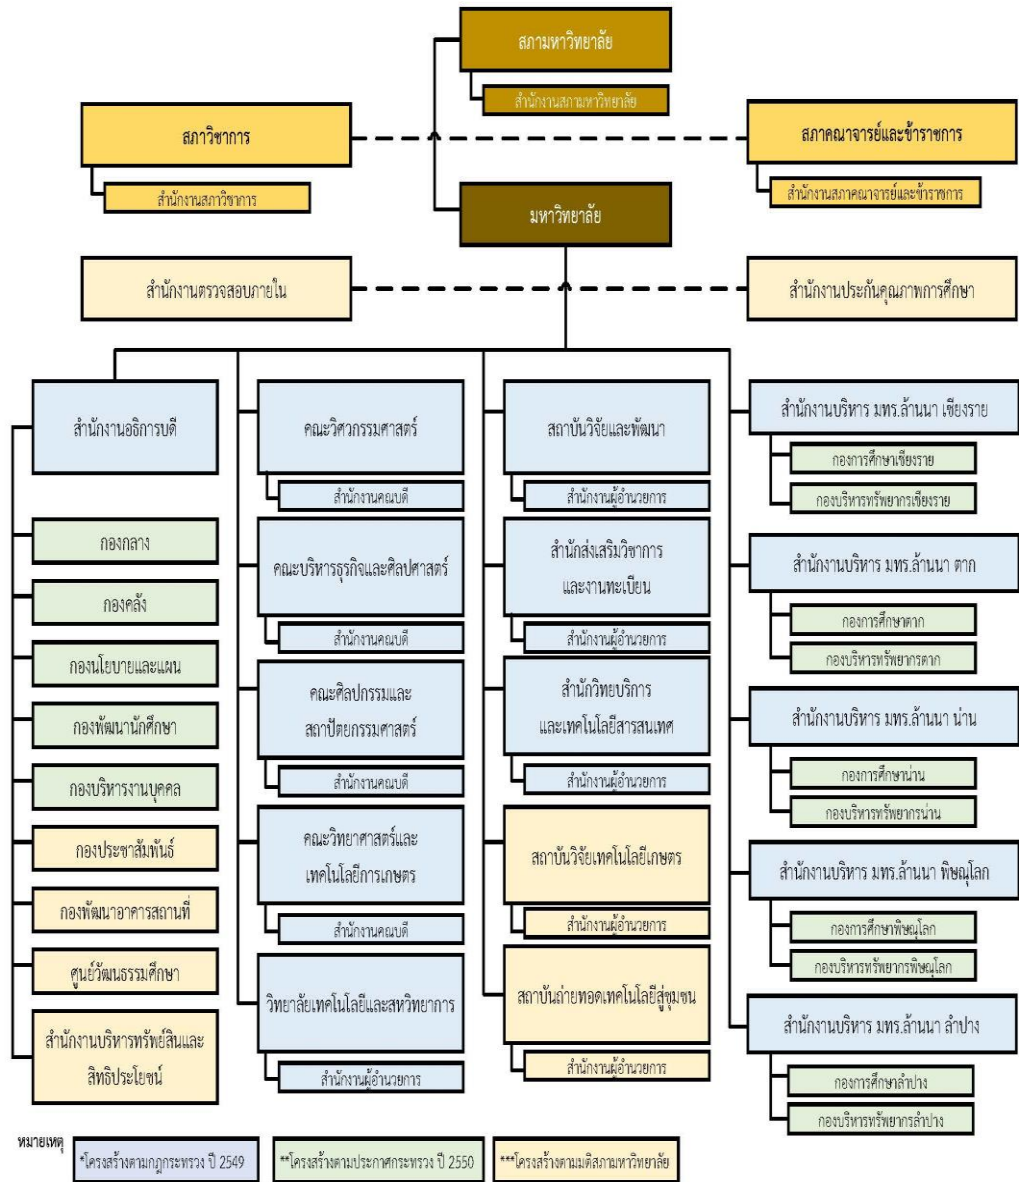 สภามหาวิทยาลัย
สำนักงานสภามหาวิทยาลัย
สภาวิชาการ
สำนักงานสภาวิชาการ
สภาคณาจารย์และข้าราชการ
สำนักงานสภาคณาจารย์และข้าราชการ
มหาวิทยาลัย
สำนักงานตรวจสอบภายใน
สำนักงานประกันคุณภาพการศึกษา
สำนักงานอธิการบดี
กองกลาง
กองคลัง
กองนโยบายและแผน
กองพัฒนานักศึกษา
กองบริหารงานบุคคล
กองประชาสัมพันธ์
กองพัฒนาอาคารสถานที่
ศูนย์วัฒนธรรมศึกษา
สำนักงานบริหารทรัพย์สินและ
สิทธิประโยชน์
คณะวิศวกรรมศาสตร์
สำนักงานคณบดี
คณะบริหารธุรกิจและศิลปศาสตร์
สำนักงานคณบดี
คณะศิลปกรรมและ
สถาปัตยกรรมศาสตร์
สำนักงานคณบดี
คณะวิทยาศาสตร์และ
เทคโนโลยีการเกษตร
สำนักงานคณบดี
วิทยาลัยเทคโนโลยีและสหวิทยาการ
สำนักงานผู้อำนวยการ
สถาบันวิจัยและพัฒนา
สำนักงานผู้อำนวยการ
สำนักส่งเสริมวิชาการ
และงานทะเบียน
สำนักงานผู้อำนวยการ
สำนักวิทยบริการ
และเทคโนโลยีสารสนเทศ
สำนักงานผู้อำนวยการ
สถาบันวิจัยเทคโนโลยีเกษตร
สำนักงานผู้อำนวยการ
สถาบันถ่ายทอดเทคโนโลยีสู่ชุมชน
สำนักงานผู้อำนวยการ
สำนักงานบริหาร มทร.ล้านนา เชียงราย
กองการศึกษาเชียงราย
กองบริหารทรัพยากรเชียงราย
สำนักงานบริหาร มทร.ล้านนา ตาก
กองการศึกษาตาก
กองบริหารทรัพยากรตาก
สำนักงานบริหาร มทร.ล้านนา น่าน
กองการศึกษาน่าน
กองบริหารทรัพยากรน่าน
สำนักงานบริหาร มทร.ล้านนา พิษณุโลก
กองการศึกษาพิษณุโลก
กองบริหารทรัพยากรพิษณุโลก
สำนักงานบริหาร มทร.ล้านนา ลำปาง
กองการศึกษาลำปาง
กองบริหารทรัพยากรลำปาง
หมายเหตุ
*โครงสร้างตามกฎกระทรวง ปี 2549
**โครงสร้างตามประกาศกระทรวง ปี 2550
***โครงสร้างตามมติสภามหาวิทยาลัย